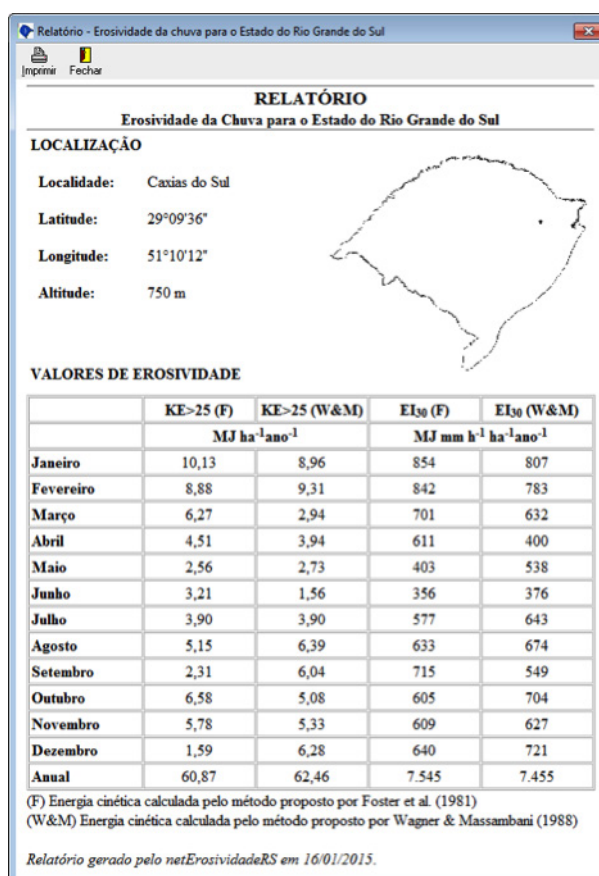 Relatório - Erosividade da chuva para o Estado do Rio Grande do Sul
Imprimir Fechar
RELATÓRIO
Erosividade da Chuva para o Estado do Rio Grande do Sul
LOCALIZAÇÃO
Localidade: Caxias do Sul
Latitude: 29°09'36"
Longitude: 51°10'12"
Altitude: 750 m
VALORES DE EROSIVIDADE
KE>25 (F) KE>25 (W&M) EI30 (F) EI30 (W&M)
MJ ha-1ano-1 MJ mm h-1 ha-1ano-1
Janeiro 10,13 8,96 854 807
Fevereiro 8,88 9,31 842 783
Março 6,27 2,94 701 632
Abril 4,51 3,94 611 400
Maio 2,56 2,73 403 538
Junho 3,21 1,56 356 376
Julho 3,90 3,90 577 643
Agosto 5,15 6,39 633 674
Setembro 2,31 6,04 715 549
Outubro 6,58 5,08 605 704
Novembro 5,78 5,33 609 627
Dezembro 1,59 6,28 640 721
Anual 60,87 62,46 7.545 7.455
(F) Energia cinética calculada pelo método proposto por Foster et al. (1981)
(W&M) Energia cinética calculada pelo método proposto por Wagner & Massambani (1988)
Relatório gerado pelo netErosividadeRS em 16/01/2015.